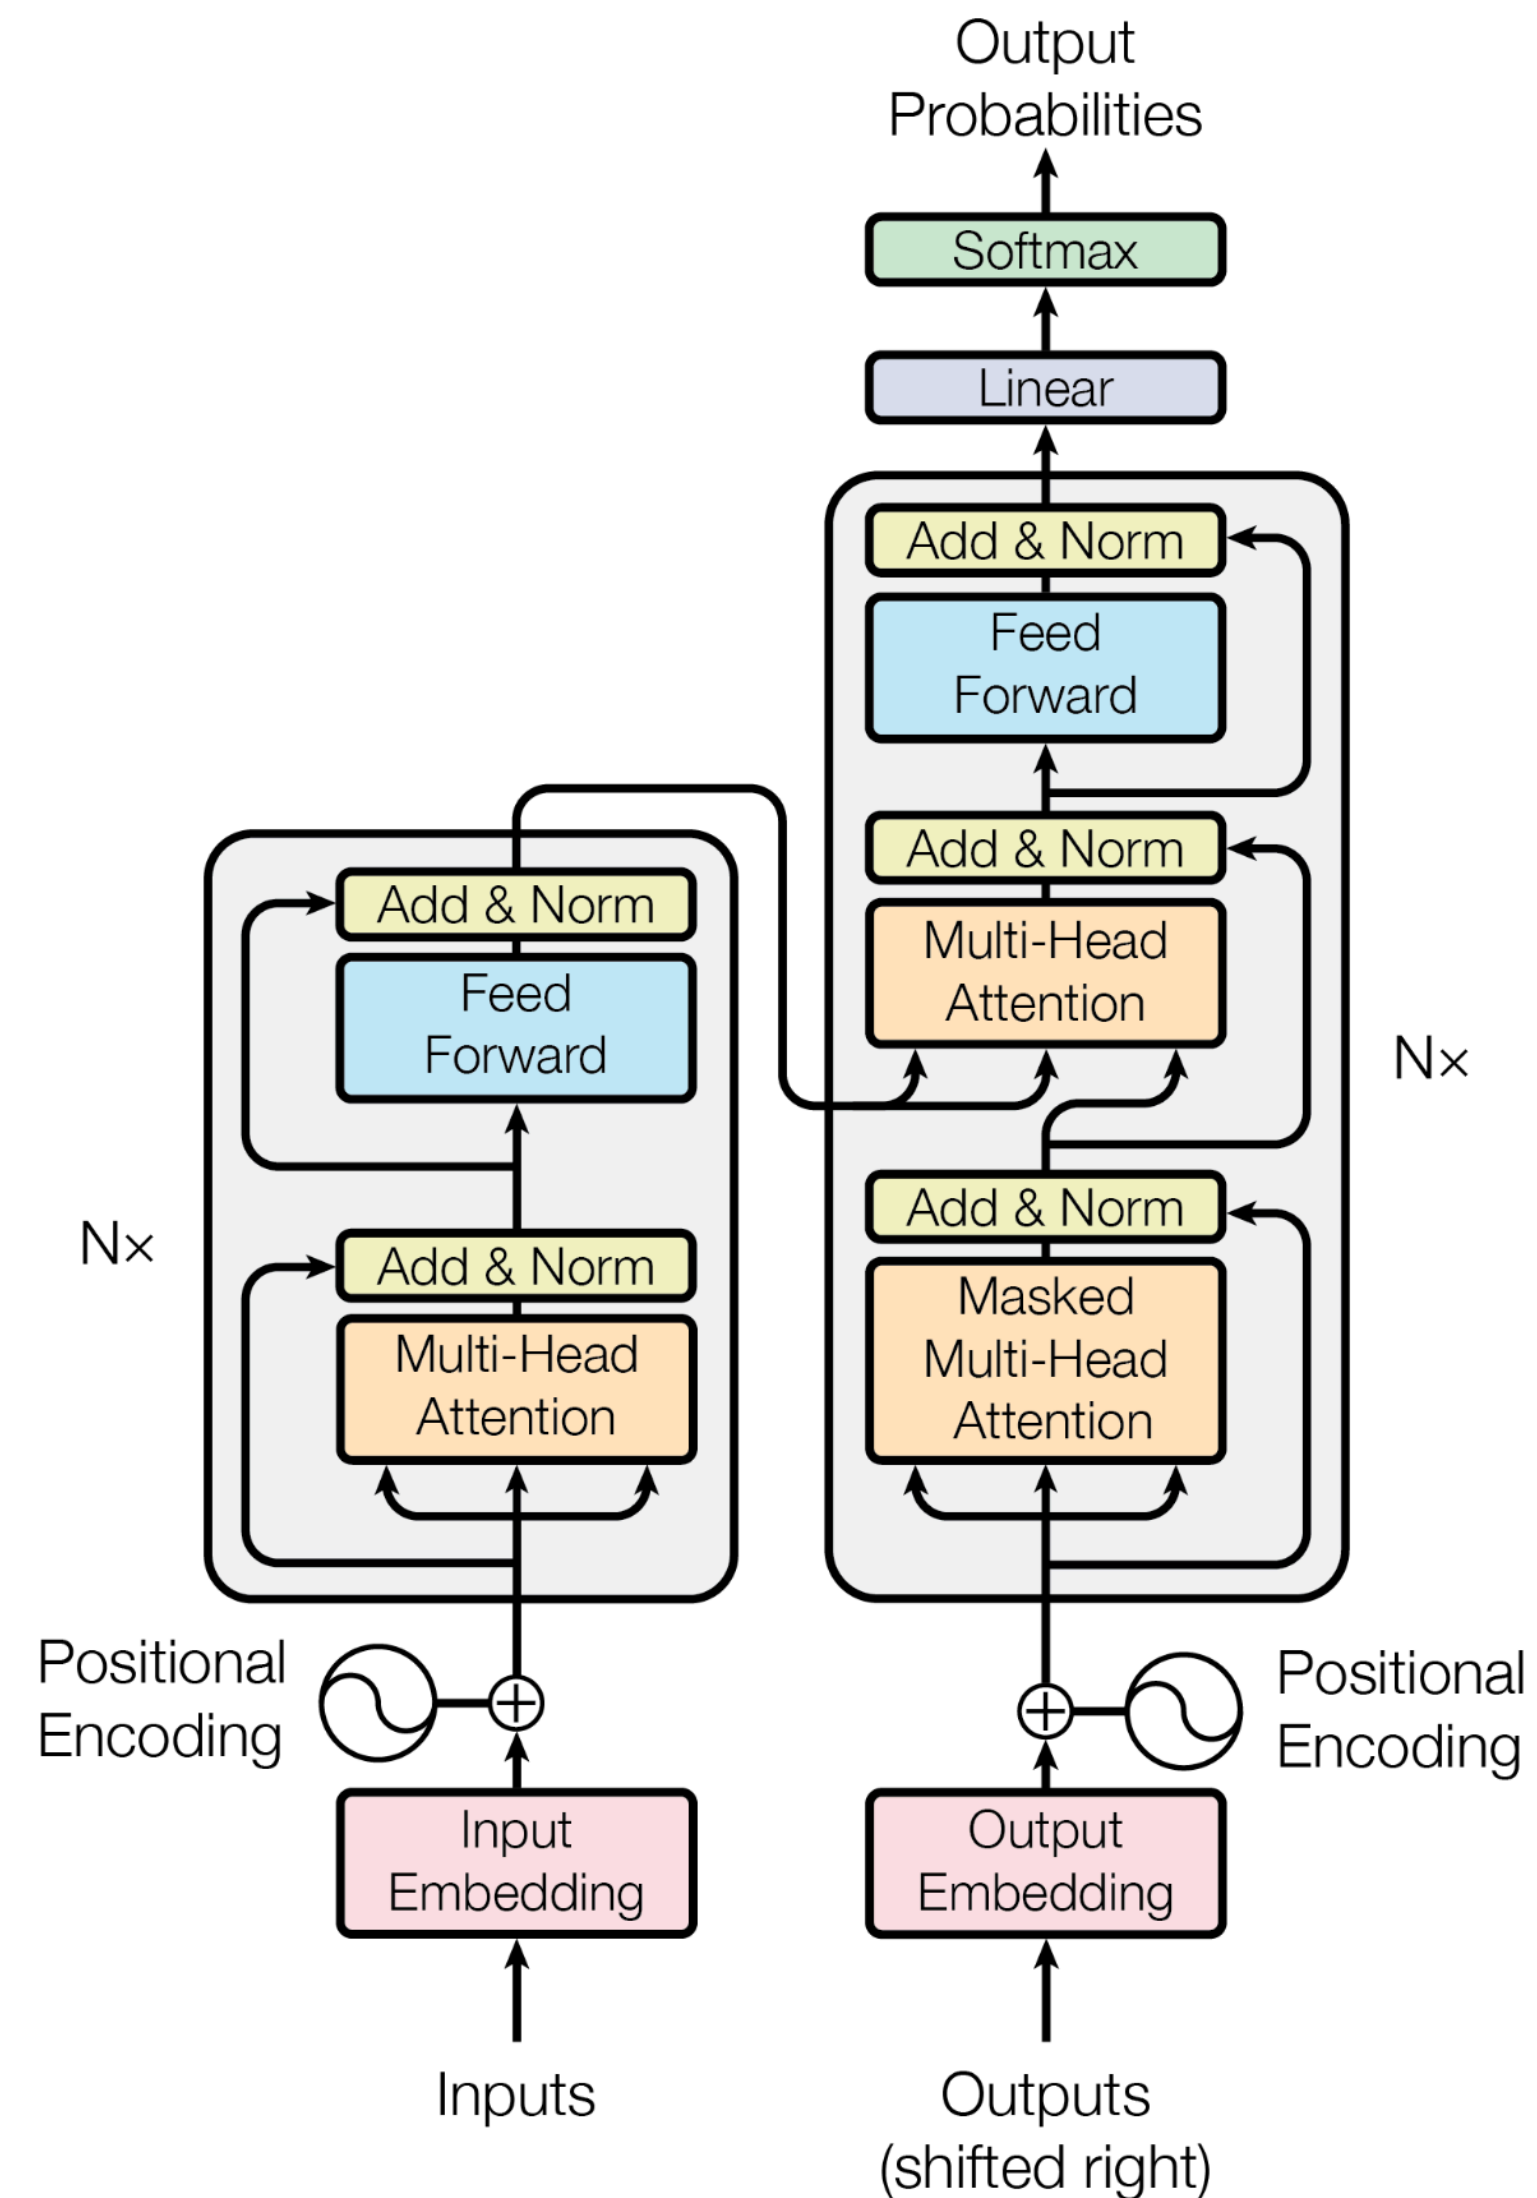 Output
Probabilities
Softmax
Linear
Add & Norm
Feed
Forward
Add & Norm
Multi-Head
Attention
N×
Add & Norm
Masked
Multi-Head
Attention
Add & Norm
Feed
Forward
N×
Add & Norm
Multi-Head
Attention
Positional
Encoding
Positional
Encoding
Input
Embedding
Output
Embedding
Inputs
Outputs
(shifted right)